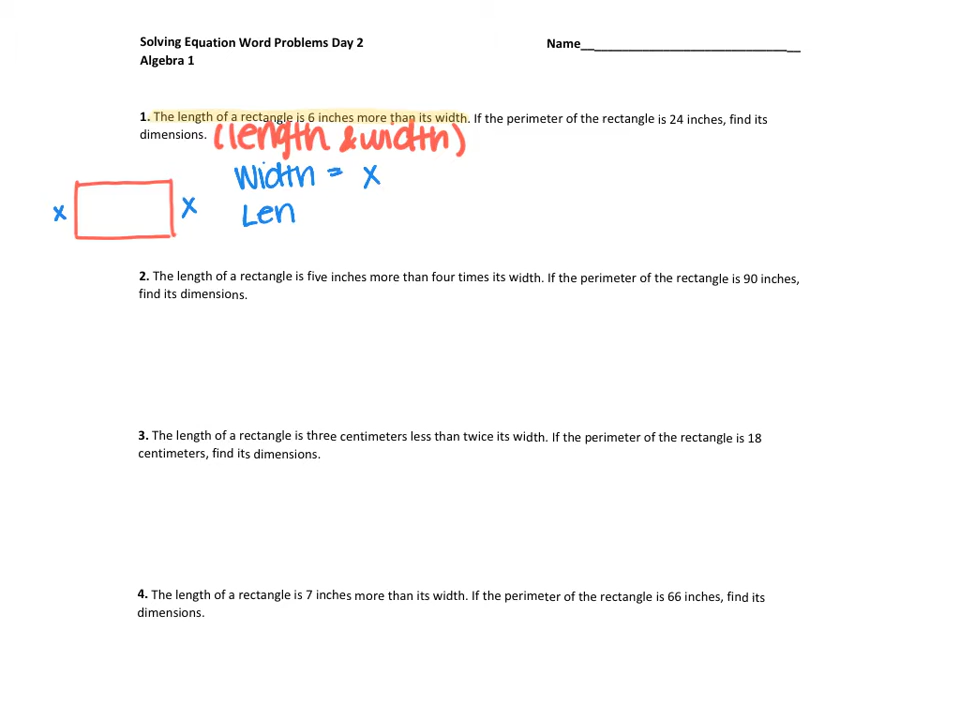 Solving Equation Word Problems Day 2 Name______________________________
Algebra 1
1. The length of a rectangle is 6 inches more than its width. If the perimeter of the rectangle is 24 inches, find its
dimensions. (length & width)
Width = x
x x Len
2. The length of a rectangle is five inches more than four times its width. If the perimeter of the rectangle is 90 inches,
find its dimensions.
3. The length of a rectangle is three centimeters less than twice its width. If the perimeter of the rectangle is 18
centimeters, find its dimensions.
4. The length of a rectangle is 7 inches more than its width. If the perimeter of the rectangle is 66 inches, find its
dimensions.